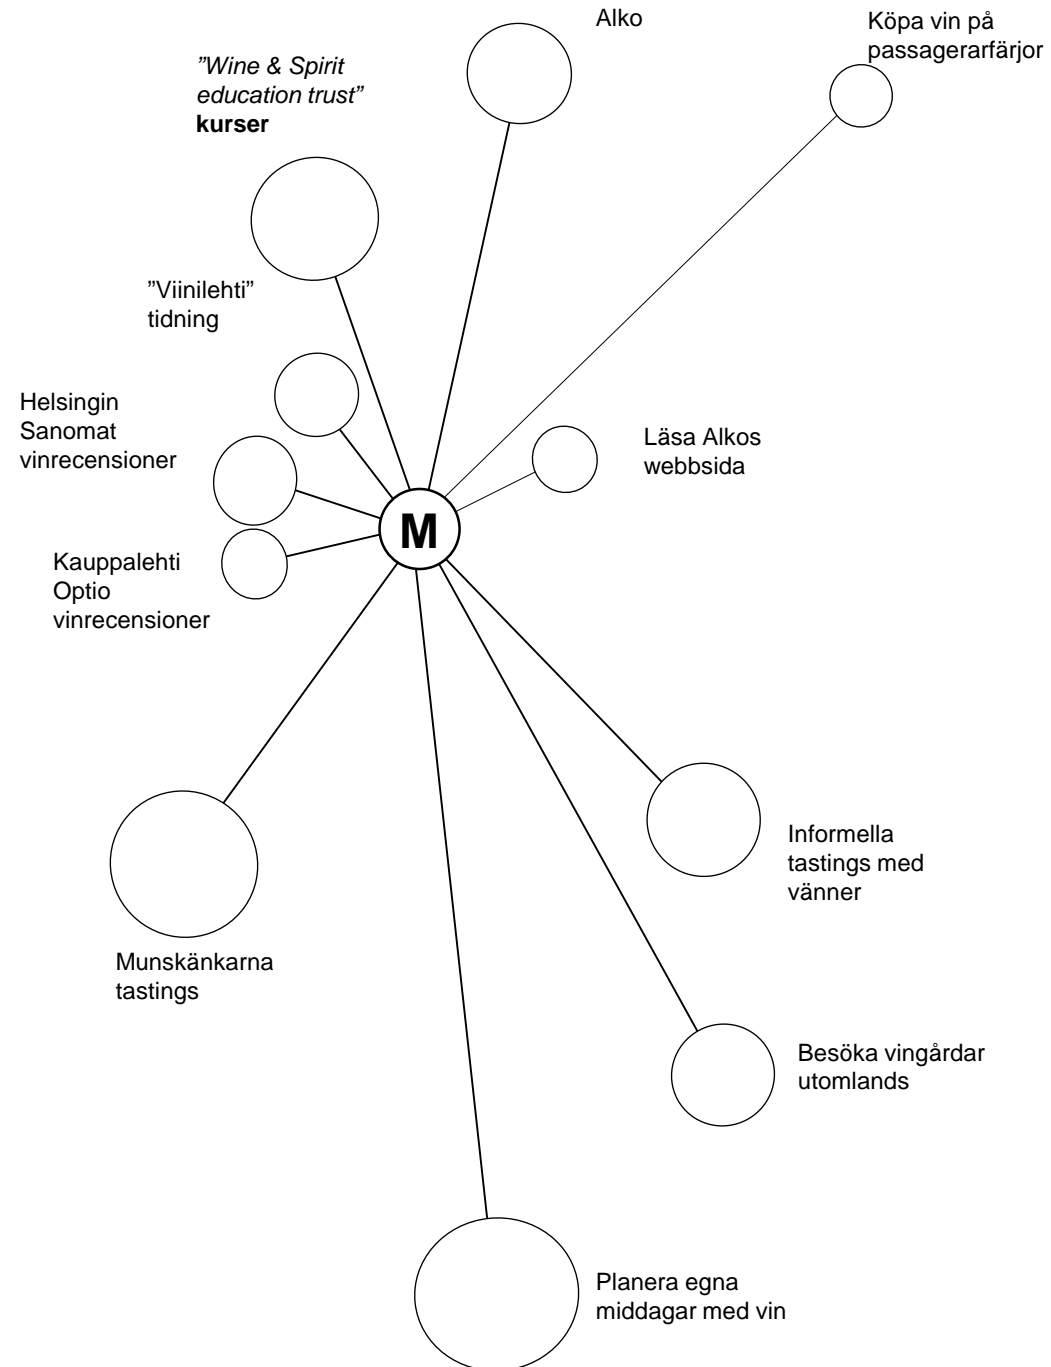 Alko
Köpa vin på
passagerarfärjor
”Wine & Spirit
education trust”
kurser
”Viinilehti”
tidning
Helsingin
Sanomat
vinrecensioner
Läsa Alkos
webbsida
M
Kauppalehti
Optio
vinrecensioner
Informella
tastings med
vänner
Munskänkarna
tastings
Besöka vingårdar
utomlands
Planera egna
middagar med vin